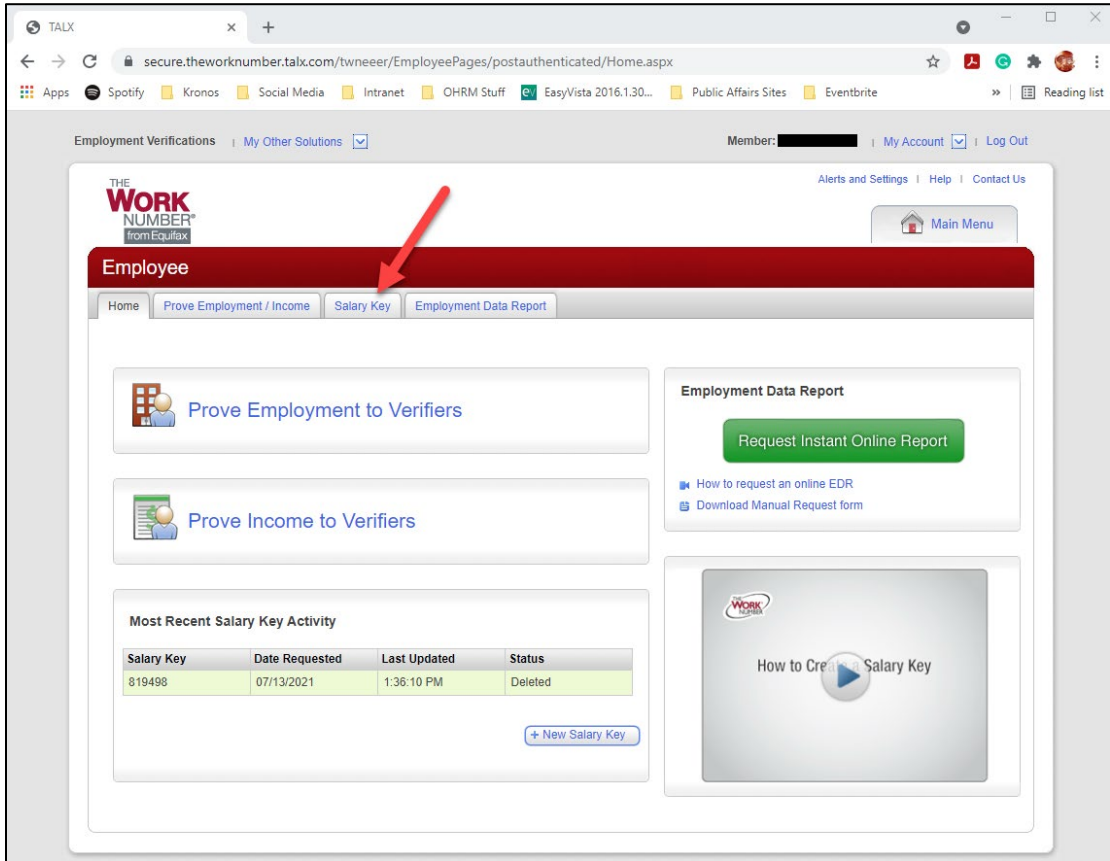 TALX
secure.theworknumber.talx.com/twneeer/EmployeePages/postauthenticated/Home.aspx
Apps Spotify Kronos Social Media Intranet OHRM Stuff EasyVista 2016.1.30... Public Affairs Sites Eventbrite » Reading list
Employment Verifications | My Other Solutions Member: | My Account | Log Out
Alerts and Settings | Help | Contact Us
THE
WORK
NUMBER®
from Equifax
Main Menu
Employee
Home Prove Employment / Income Salary Key Employment Data Report
Prove Employment to Verifiers
Employment Data Report
Request Instant Online Report
How to request an online EDR
Download Manual Request form
Prove Income to Verifiers
Most Recent Salary Key Activity
Salary Key Date Requested Last Updated Status
819498 07/13/2021 1:36:10 PM Deleted
+ New Salary Key
THE
WORK
NUMBER
How to Create a Salary Key